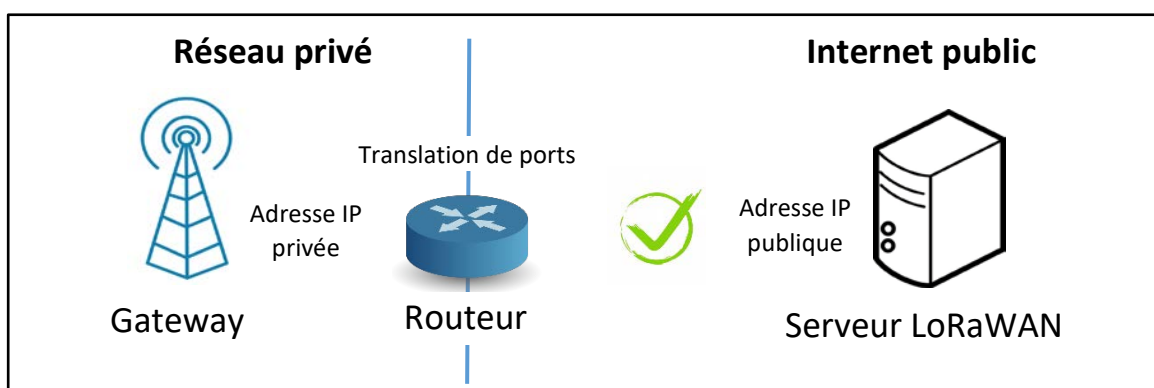 Réseau privé
Internet public
Translation de ports
Adresse IP
privée
Adresse IP
publique
Gateway
Routeur
Serveur LoRaWAN